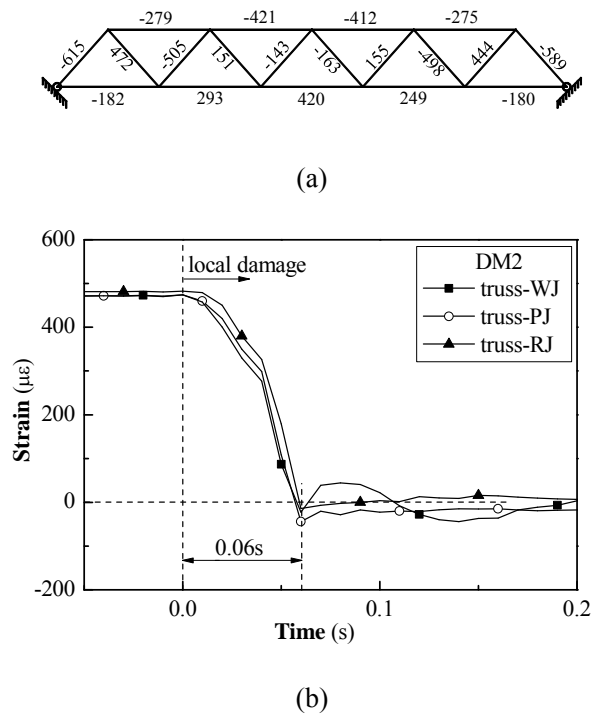 -279 -421 -412 -275
-615 472 -505 151 -143 -163 155 -498 444 -589
-182 293 420 249 -180
(a)
600
400
200
0
-200
Strain (με)
local damage
DM2
truss-WJ
truss-PJ
truss-RJ
0.06s
0.0 0.1 0.2
Time (s)
(b)